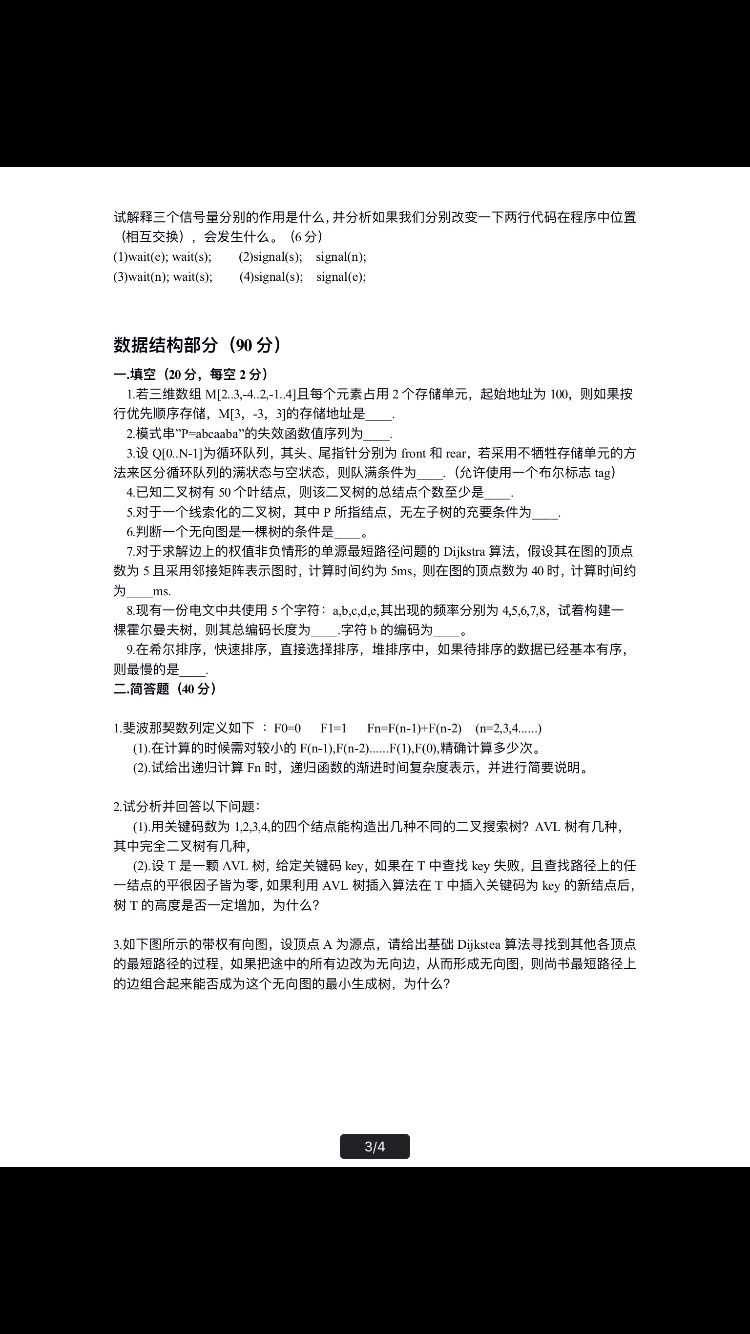 试解释三个信号量分别的作用是什么，并分析如果我们分别改变一下两行代码在程序中位置
（相互交换），会发生什么。（6 分）
(1)wait(e); wait(s); (2)signal(s); signal(n);
(3)wait(n); wait(s); (4)signal(s); signal(e);
数据结构部分（90 分）
一.填空（20 分，每空 2 分）
1.若三维数组 M[2..3,-4..2,-1..4]且每个元素占用 2 个存储单元，起始地址为 100，则如果按
行优先顺序存储，M[3，-3，3]的存储地址是____.
2.模式串”P=abcaaba”的失效函数值序列为____.
3.设 Q[0..N-1]为循环队列，其头、尾指针分别为 front 和 rear，若采用不牺牲存储单元的方
法来区分循环队列的满状态与空状态，则队满条件为____.（允许使用一个布尔标志 tag）
4.已知二叉树有 50 个叶结点，则该二叉树的总结点个数至少是____.
5.对于一个线索化的二叉树，其中 P 所指结点，无左子树的充要条件为____.
6.判断一个无向图是一棵树的条件是____。
7.对于求解边上的权值非负情形的单源最短路径问题的 Dijkstra 算法，假设其在图的顶点
数为 5 且采用邻接矩阵表示图时，计算时间约为 5ms，则在图的顶点数为 40 时，计算时间约
为____ms.
8.现有一份电文中共使用 5 个字符：a,b,c,d,e,其出现的频率分别为 4,5,6,7,8，试着构建一
棵霍尔曼夫树，则其总编码长度为____.字符 b 的编码为____。
9.在希尔排序，快速排序，直接选择排序，堆排序中，如果待排序的数据已经基本有序，
则最慢的是____.
二.简答题（40 分）
1.斐波那契数列定义如下 ：F0=0 F1=1 Fn=F(n-1)+F(n-2) (n=2,3,4......)
(1).在计算的时候需对较小的 F(n-1),F(n-2)......F(1),F(0),精确计算多少次。
(2).试给出递归计算 Fn 时，递归函数的渐进时间复杂度表示，并进行简要说明。
2.试分析并回答以下问题：
(1).用关键码数为 1,2,3,4,的四个结点能构造出几种不同的二叉搜索树？AVL 树有几种，
其中完全二叉树有几种，
(2).设 T 是一颗 AVL 树，给定关键码 key，如果在 T 中查找 key 失败，且查找路径上的任
一结点的平很因子皆为零，如果利用 AVL 树插入算法在 T 中插入关键码为 key 的新结点后，
树 T 的高度是否一定增加，为什么？
3.如下图所示的带权有向图，设顶点 A 为源点，请给出基础 Dijkstea 算法寻找到其他各顶点
的最短路径的过程，如果把途中的所有边改为无向边，从而形成无向图，则尚书最短路径上
的边组合起来能否成为这个无向图的最小生成树，为什么？
3/4